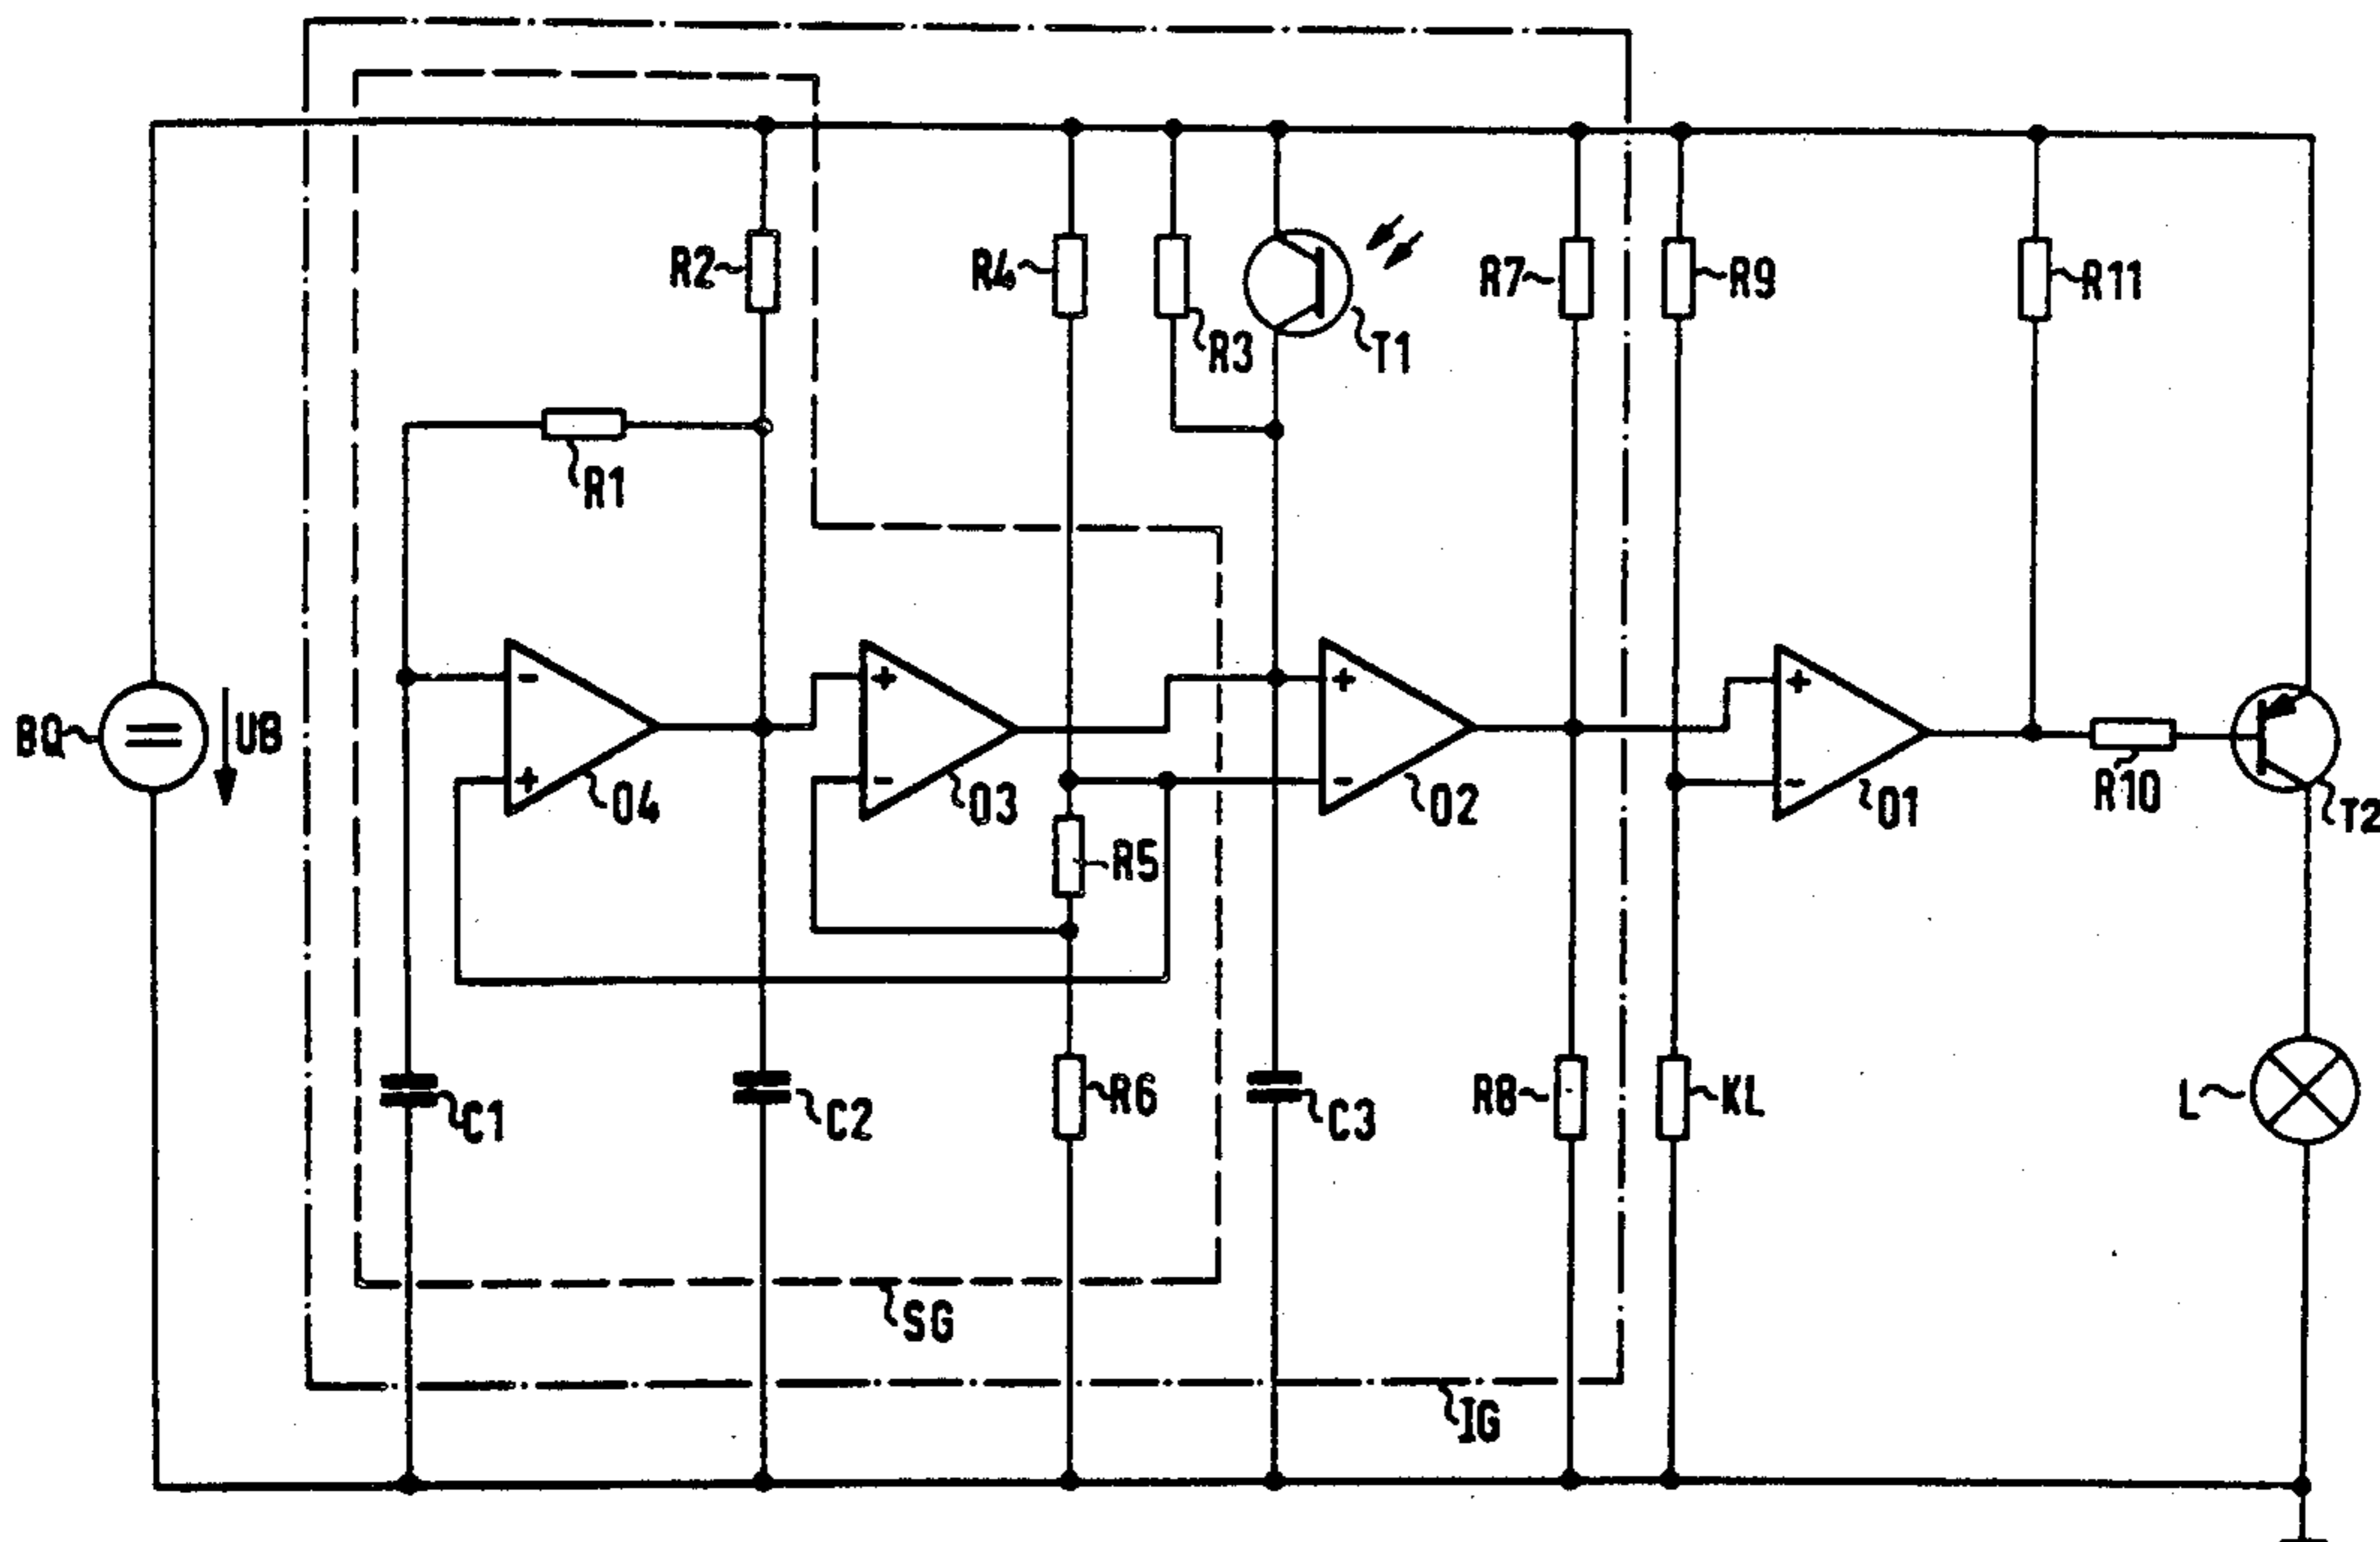 R2
R4
R3
T1
R7
R9
R11
R1
BQ
UB
-
+
O4
+
-
O3
R5
+
-
O2
+
-
O1
R10
T2
C1
C2
R6
C3
R8
KL
L
SG
IG